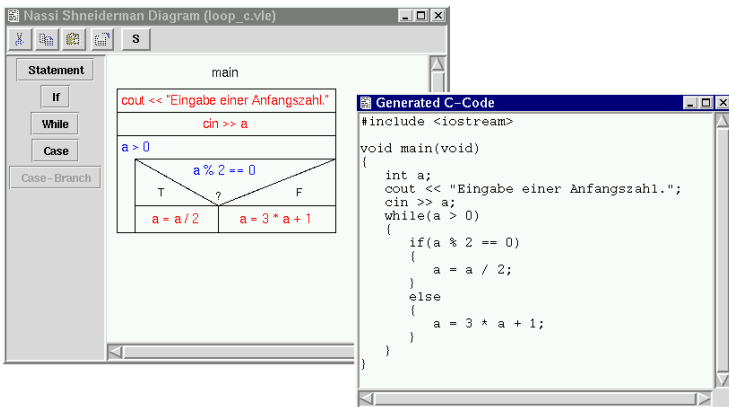 Nassi Shneiderman Diagram (loop_c.vle)
S
Statement
If
While
Case
Case-Branch
main
cout << "Eingabe einer Anfangszahl."
cin >> a
a > 0
a % 2 == 0
T ? F
a = a / 2
a = 3 * a + 1
Generated C-Code
#include <iostream>
void main(void)
{
int a;
cout << "Eingabe einer Anfangszahl.";
cin >> a;
while(a > 0)
{
if(a % 2 == 0)
{
a = a / 2;
}
else
{
a = 3 * a + 1;
}
}
}